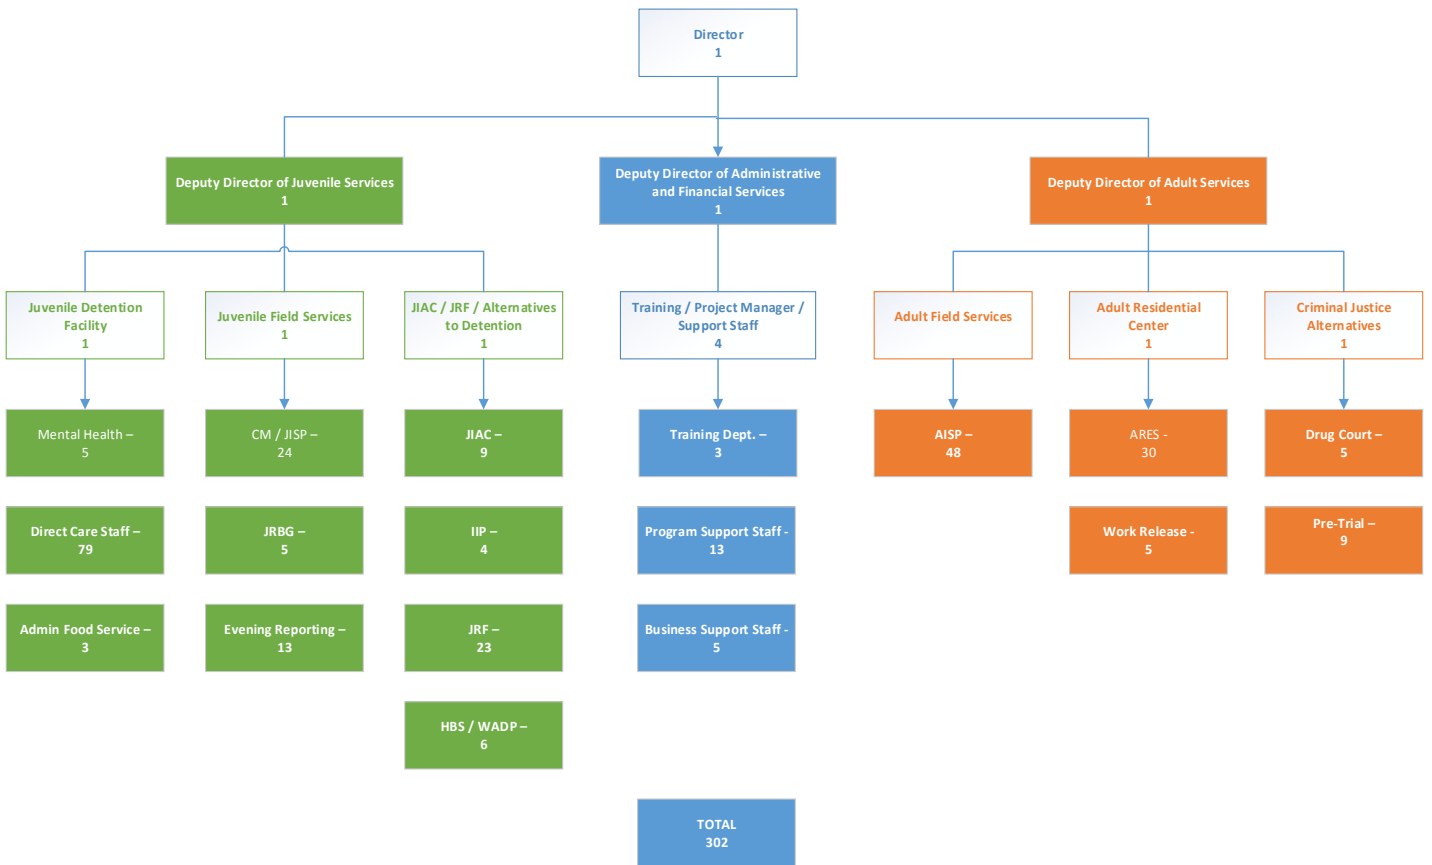 Director
1
Deputy Director of Juvenile Services
1
Deputy Director of Administrative
and Financial Services
1
Deputy Director of Adult Services
1
Juvenile Detention
Facility
1
Juvenile Field Services
1
JIAC / JRF / Alternatives
to Detention
1
Training / Project Manager /
Support Staff
4
Adult Field Services
Adult Residential
Center
1
Criminal Justice
Alternatives
1
Mental Health –
5
CM / JISP –
24
JIAC –
9
Training Dept. –
3
AISP –
48
ARES -
30
Drug Court –
5
Direct Care Staff –
79
JRBG –
5
IIP –
4
Program Support Staff -
13
Work Release -
5
Pre-Trial –
9
Admin Food Service –
3
Evening Reporting –
13
JRF –
23
Business Support Staff -
5
HBS / WADP –
6
TOTAL
302